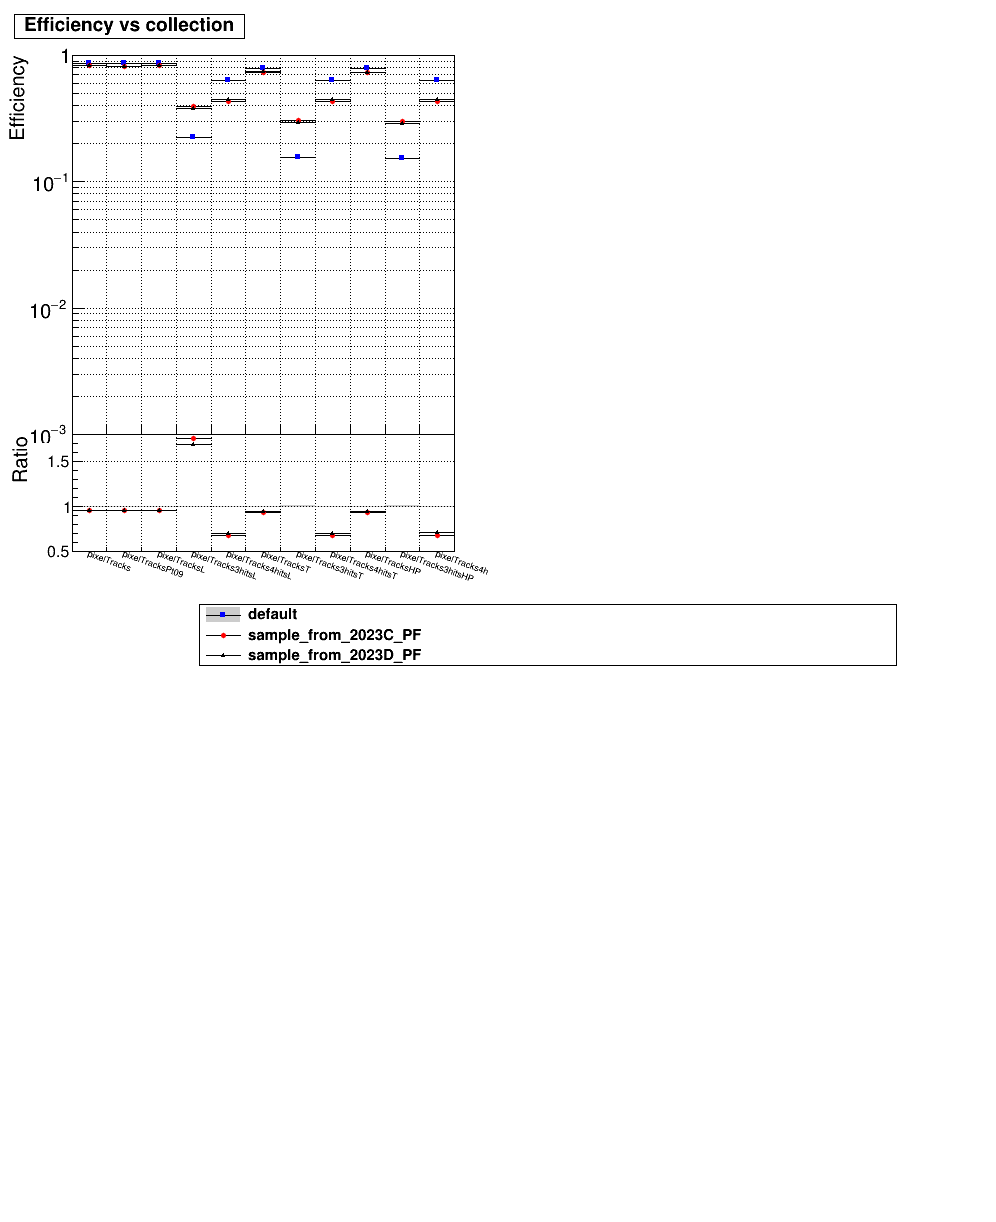 Efficiency vs collection
Efficiency
1
10−1
10−2
10−3
Ratio
1.5
1
0.5
pixelTracks
pixelTracksPt09
pixelTracksL
pixelTracks3hitsL
pixelTracks4hitsL
pixelTracksT
pixelTracks3hitsT
pixelTracks4hitsT
pixelTracksHP
pixelTracks3hitsHP
pixelTracks4h
default
sample_from_2023C_PF
sample_from_2023D_PF